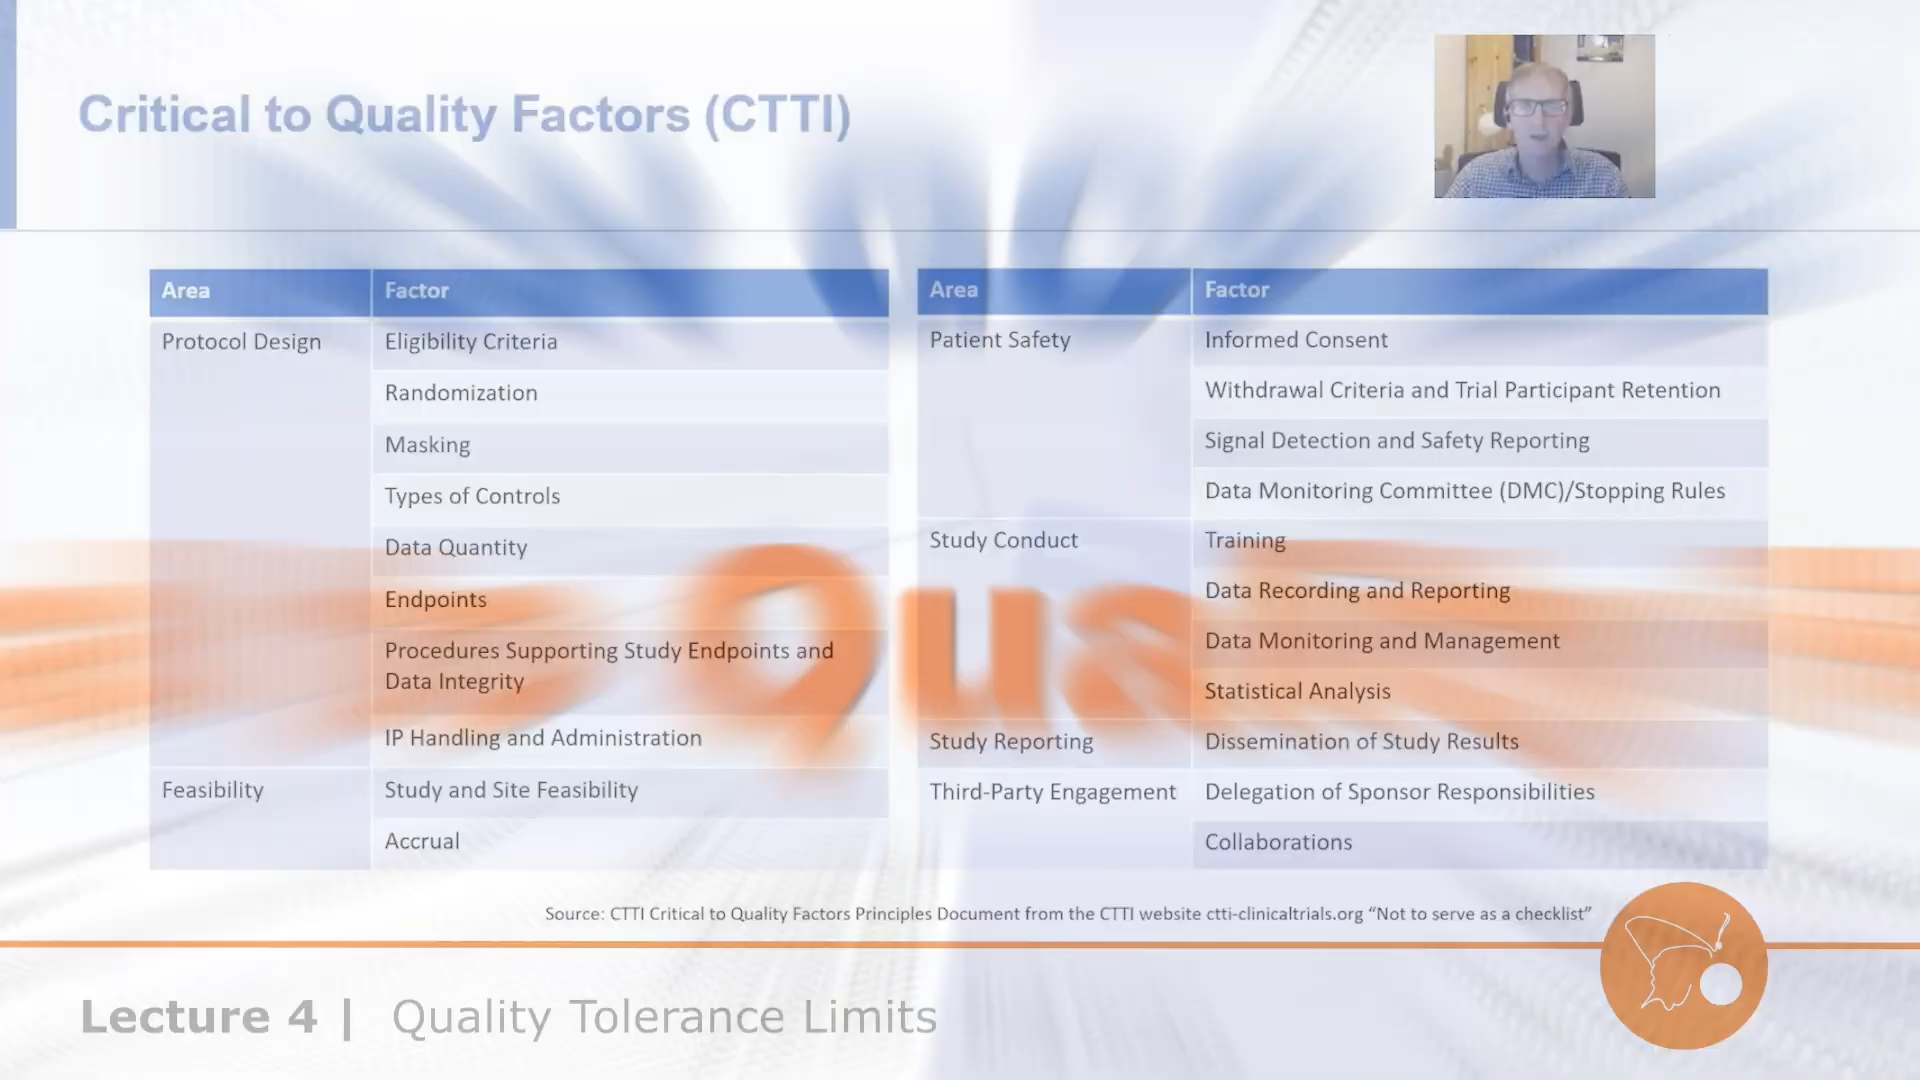 Critical to Quality Factors (CTTI)
Area Factor
Protocol Design Eligibility Criteria
Randomization
Masking
Types of Controls
Data Quantity
Endpoints
Procedures Supporting Study Endpoints and
Data Integrity
IP Handling and Administration
Feasibility Study and Site Feasibility
Accrual
Area Factor
Patient Safety Informed Consent
Withdrawal Criteria and Trial Participant Retention
Signal Detection and Safety Reporting
Data Monitoring Committee (DMC)/Stopping Rules
Study Conduct Training
Data Recording and Reporting
Data Monitoring and Management
Statistical Analysis
Study Reporting Dissemination of Study Results
Third-Party Engagement Delegation of Sponsor Responsibilities
Collaborations
Qua
Source: CTTI Critical to Quality Factors Principles Document from the CTTI website ctti-clinicaltrials.org “Not to serve as a checklist”
Lecture 4 | Quality Tolerance Limits